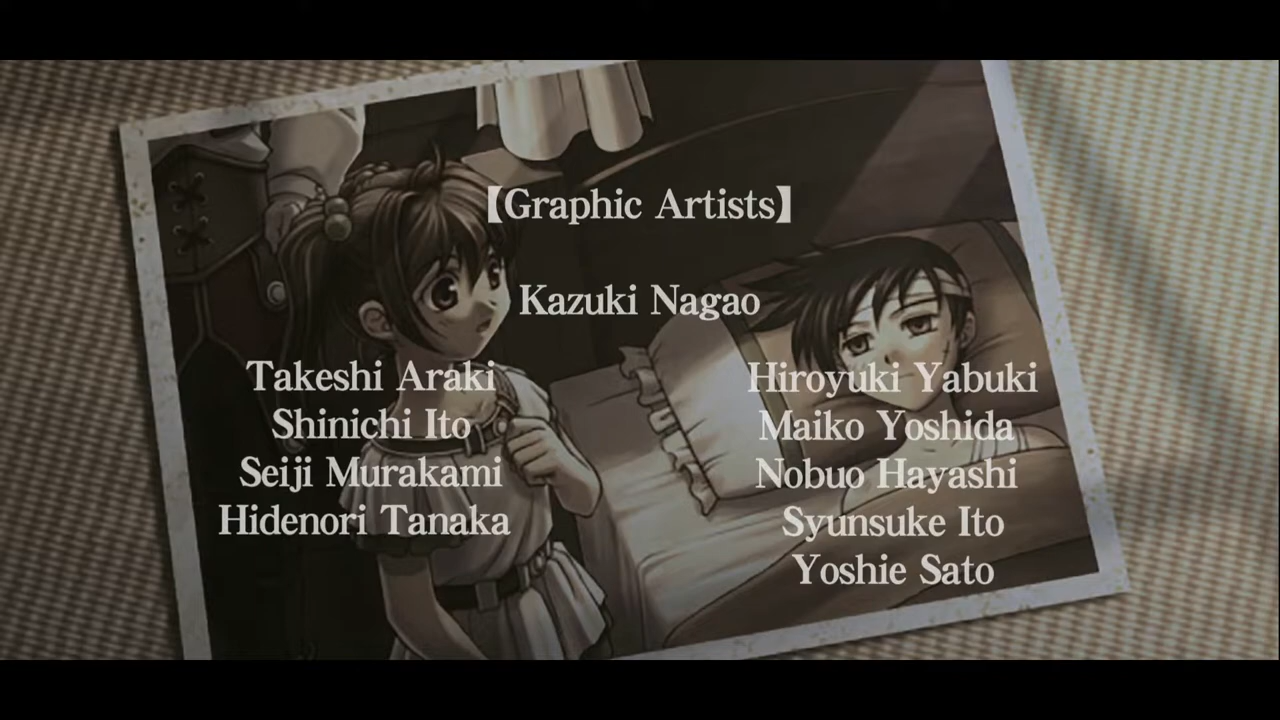 【Graphic Artists】
Kazuki Nagao
Takeshi Araki
Shinichi Ito
Seiji Murakami
Hidenori Tanaka
Hiroyuki Yabuki
Maiko Yoshida
Nobuo Hayashi
Syunsuke Ito
Yoshie Sato